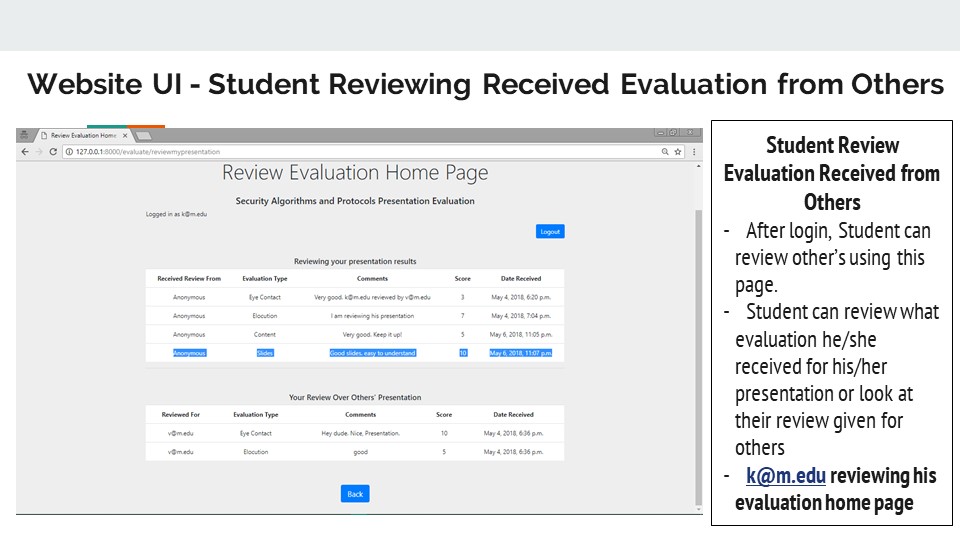 Website UI - Student Reviewing Received Evaluation from Others
Review Evaluation Home
127.0.0.1:8000/evaluate/reviewmypresentation
Review Evaluation Home Page
Security Algorithms and Protocols Presentation Evaluation
Logged in as k@m.edu
Logout
Reviewing your presentation results
Received Review From Evaluation Type Comments Score Date Received
Anonymous Eye Contact Very good. k@m.edu reviewed by v@m.edu 3 May 4, 2018, 6:20 p.m.
Anonymous Elocution I am reviewing his presentation 7 May 4, 2018, 7:04 p.m.
Anonymous Content Very good. Keep it up! 5 May 6, 2018, 11:05 p.m.
Anonymous Slides Good slides, easy to understand 10 May 6, 2018, 11:07 p.m.
Your Review Over Others' Presentation
Reviewed For Evaluation Type Comments Score Date Received
v@m.edu Eye Contact Hey dude. Nice, Presentation. 10 May 4, 2018, 6:36 p.m.
v@m.edu Elocution good 5 May 4, 2018, 6:36 p.m.
Back
Student Review
Evaluation Received from
Others
- After login, Student can
review other's using this
page.
- Student can review what
evaluation he/she
received for his/her
presentation or look at
their review given for
others
- k@m.edu reviewing his
evaluation home page